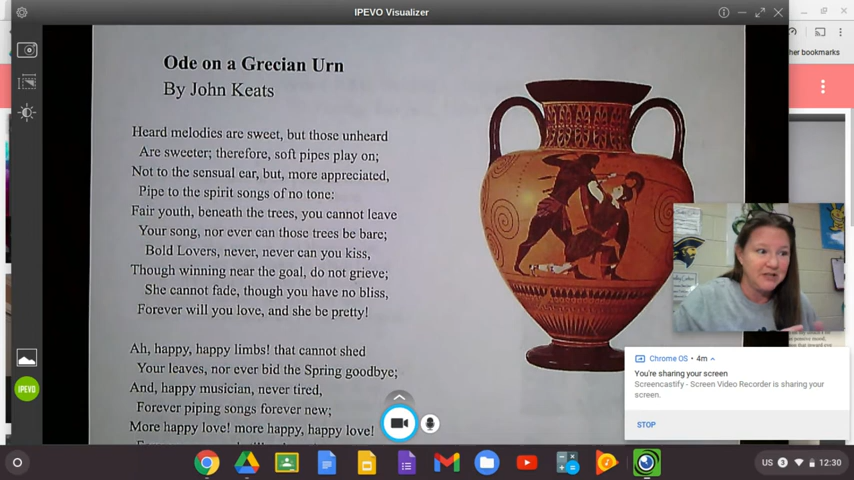 IPEVO Visualizer
her bookmarks
Ode on a Grecian Urn
By John Keats
Heard melodies are sweet, but those unheard
Are sweeter; therefore, soft pipes play on;
Not to the sensual ear, but, more appreciated,
Pipe to the spirit songs of no tone:
Fair youth, beneath the trees, you cannot leave
Your song, nor ever can those trees be bare;
Bold Lovers, never, never can you kiss,
Though winning near the goal, do not grieve;
She cannot fade, though you have no bliss,
Forever will you love, and she be pretty!
Ah, happy, happy limbs! that cannot shed
Your leaves, nor ever bid the Spring goodbye;
And, happy musician, never tired,
Forever piping songs forever new;
More happy love! more happy, happy love!
IPEVO
Chrome OS • 4m
You're sharing your screen
Screencastify - Screen Video Recorder is sharing your
screen.
STOP
US 3 12:30